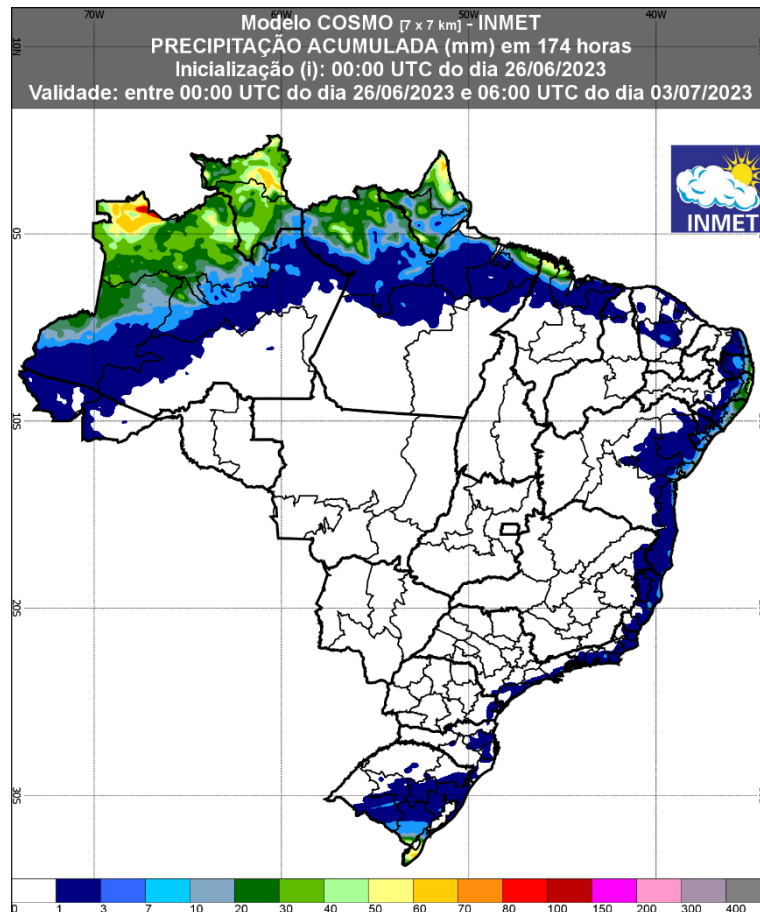 Modelo COSMO [7 x 7 km] - INMET
PRECIPITAÇÃO ACUMULADA (mm) em 174 horas
Inicialização (i): 00:00 UTC do dia 26/06/2023
Validade: entre 00:00 UTC do dia 26/06/2023 e 06:00 UTC do dia 03/07/2023
70W 60W 50W 40W
10N
INMET
0S
10S
20S
30S
0 1 3 7 10 20 30 40 50 60 70 80 100 150 200 300 400